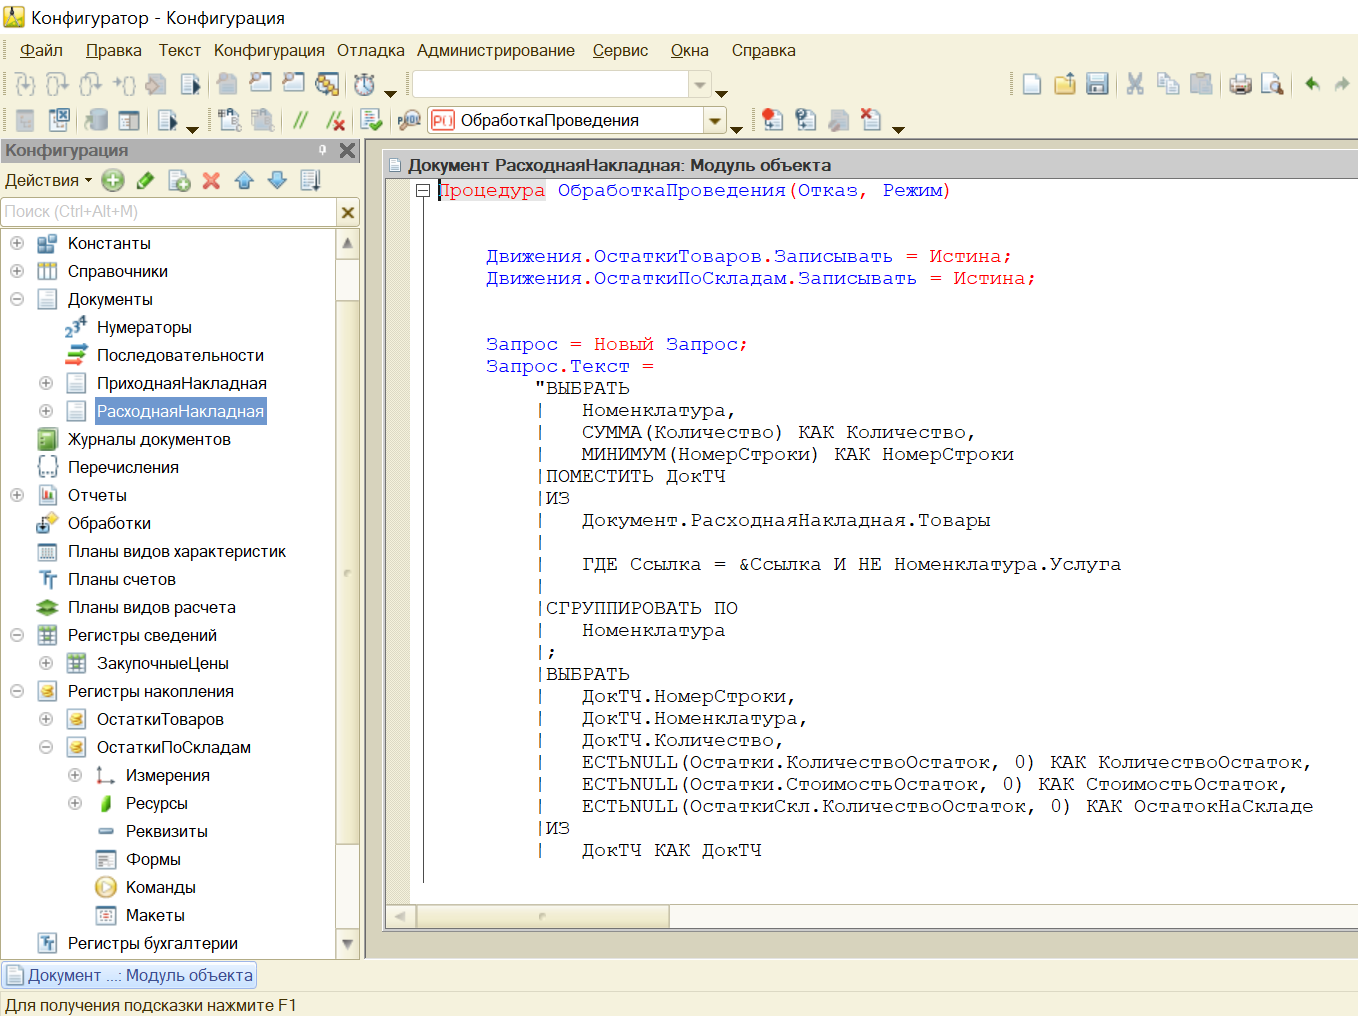 Конфигуратор - Конфигурация
Файл Правка Текст Конфигурация Отладка Администрирование Сервис Окна Справка
ОбработкаПроведения
Конфигурация
Действия
Поиск (Ctrl+Alt+M)
Константы
Справочники
Документы
Нумераторы
Последовательности
ПриходнаяНакладная
РасходнаяНакладная
Журналы документов
Перечисления
Отчеты
Обработки
Планы видов характеристик
Планы счетов
Планы видов расчета
Регистры сведений
ЗакупочныеЦены
Регистры накопления
ОстаткиТоваров
ОстаткиПоСкладам
Измерения
Ресурсы
Реквизиты
Формы
Команды
Макеты
Регистры бухгалтерии
Документ РасходнаяНакладная: Модуль объекта
Процедура ОбработкаПроведения(Отказ, Режим)
Движения.ОстаткиТоваров.Записывать = Истина;
Движения.ОстаткиПоСкладам.Записывать = Истина;
Запрос = Новый Запрос;
Запрос.Текст =
"ВЫБРАТЬ
|   Номенклатура,
|   СУММА(Количество) КАК Количество,
|   МИНИМУМ(НомерСтроки) КАК НомерСтроки
|ПОМЕСТИТЬ ДокТЧ
|ИЗ
|   Документ.РасходнаяНакладная.Товары
|
|   ГДЕ Ссылка = &Ссылка И НЕ Номенклатура.Услуга
|
|СГРУППИРОВАТЬ ПО
|   Номенклатура
|;
|ВЫБРАТЬ
|   ДокТЧ.НомерСтроки,
|   ДокТЧ.Номенклатура,
|   ДокТЧ.Количество,
|   ЕСТЬNULL(Остатки.КоличествоОстаток, 0) КАК КоличествоОстаток,
|   ЕСТЬNULL(Остатки.СтоимостьОстаток, 0) КАК СтоимостьОстаток,
|   ЕСТЬNULL(ОстаткиСкл.КоличествоОстаток, 0) КАК ОстатокНаСкладе
|ИЗ
|   ДокТЧ КАК ДокТЧ
Документ ...: Модуль объекта
Для получения подсказки нажмите F1